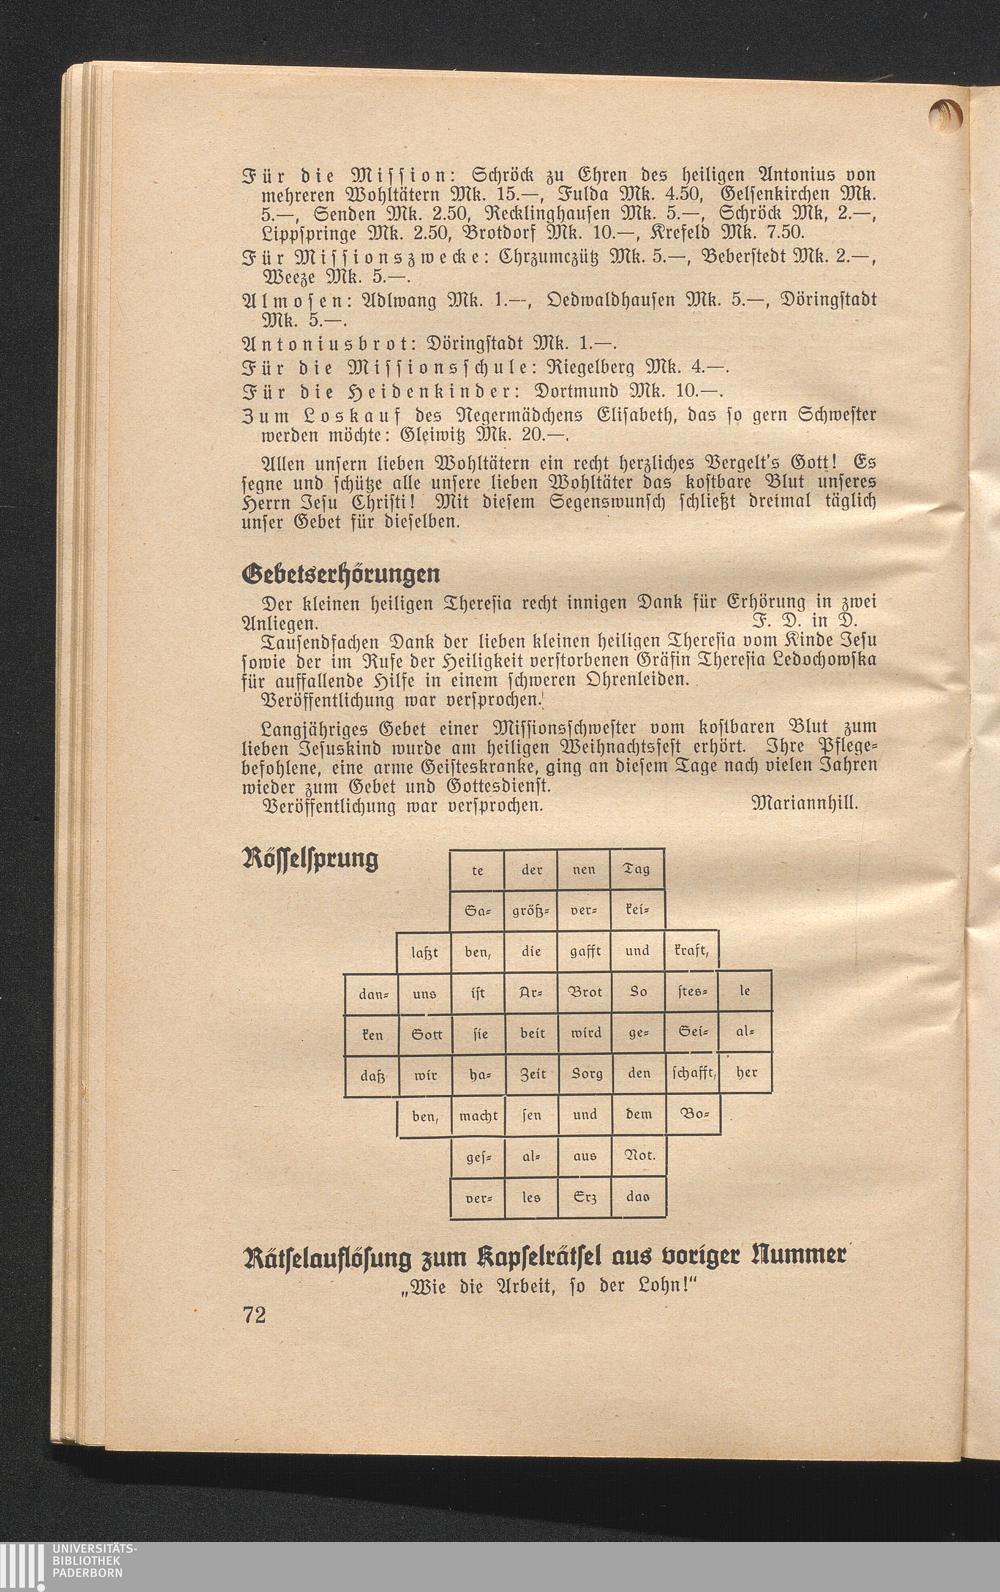 Für die Mission: Schröck zu Ehren des heiligen Antonius von
mehreren Wohltätern Mk. 15.—, Fulda Mk. 4.50, Gelsenkirchen Mk.
5.—, Senden Mk. 2.50, Recklinghausen Mk. 5.—, Schröck Mk, 2.—,
Lippspringe Mk. 2.50, Brotdorf Mk. 10.—, Krefeld Mk. 7.50.
Für Missionszwecke: Chrzumczütz Mk. 5.—, Beberstedt Mk. 2.—,
Weeze Mk. 5.—.
Almosen: Adlwang Mk. 1.—, Oedwaldhausen Mk. 5.—, Döringstadt
Mk. 5.—.
Antoniusbrot: Döringstadt Mk. 1.—.
Für die Missionsschule: Riegelberg Mk. 4.—.
Für die Heidenkinder: Dortmund Mk. 10.—.
Zum Loskauf des Negermädchens Elisabeth, das so gern Schwester
werden möchte: Gleiwitz Mk. 20.—.
Allen unsern lieben Wohltätern ein recht herzliches Vergelt's Gott! Es
segne und schütze alle unsere lieben Wohltäter das kostbare Blut unseres
Herrn Jesu Christi! Mit diesem Segenswunsch schließt dreimal täglich
unser Gebet für dieselben.
Gebetserhörungen
Der kleinen heiligen Theresia recht innigen Dank für Erhörung in zwei
Anliegen. F. D. in D.
Tausendfachen Dank der lieben kleinen heiligen Theresia vom Kinde Jesu
sowie der im Rufe der Heiligkeit verstorbenen Gräfin Theresia Ledochowska
für auffallende Hilfe in einem schweren Ohrenleiden.
Veröffentlichung war versprochen.
Langjähriges Gebet einer Missionsschwester vom kostbaren Blut zum
lieben Jesuskind wurde am heiligen Weihnachtsfest erhört. Ihre Pflege-
befohlene, eine arme Geisteskranke, ging an diesem Tage nach vielen Jahren
wieder zum Gebet und Gottesdienst.
Veröffentlichung war versprochen. Mariannhill.
Rösselsprung
te der nen Tag
Sa- größ- ver- kei-
laßt ben, die gafft und kraft,
dan- uns ist Ar- Brot So stes- le
ken Gott sie beit wird ge- Gei- al-
daß wir ha- Zeit Sorg den schafft, her
ben, macht sen und dem Bo-
ges- al- aus Not.
ver- les Erz das
Rätselauflösung zum Kapselrätsel aus voriger Nummer
„Wie die Arbeit, so der Lohn!“
72
UNIVERSITÄTS-
BIBLIOTHEK
PADERBORN